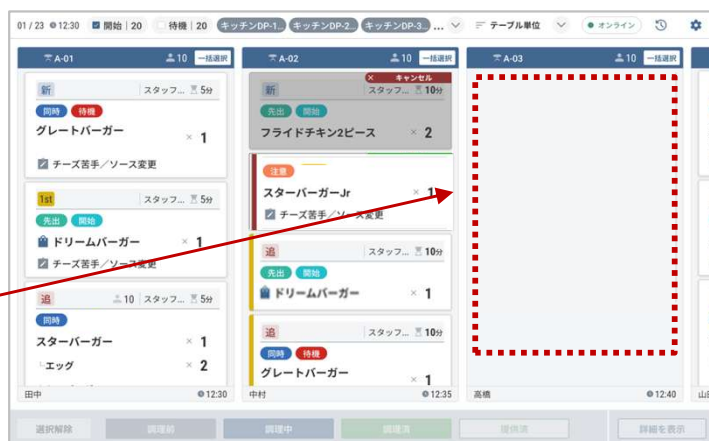 01 / 23 12:30 開始 | 20 待機 | 20 キッチンDP-1... キッチンDP-2... キッチンDP-3... ... テーブル単位 オンライン
A-01 10 一括選択
新 スタッフ... 5分
同時 待機
グレートバーガー × 1
チーズ苦手／ソース変更
1st スタッフ... 5分
先出 開始
ドリームバーガー × 1
チーズ苦手／ソース変更
追 10 スタッフ... 5分
同時
スターバーガー × 1
エッグ × 2
田中 12:30
A-02 10 一括選択
× キャンセル
新 スタッフ... 10分
先出 開始
フライドチキン2ピース × 2
注意
スターバーガーJr × 1
チーズ苦手／ソース変更
追 スタッフ... 10分
先出 開始
ドリームバーガー × 1
追 スタッフ... 10分
同時 待機
グレートバーガー × 1
中村 12:35
A-03 10 一括選択
高橋 12:40
選択解除 調理前 調理中 調理済 提供済 詳細を表示